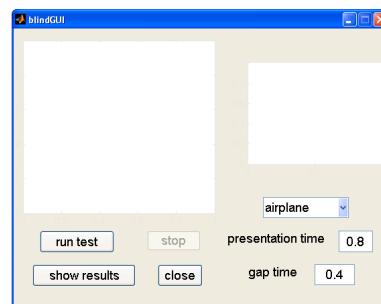 blindGUI
airplane
run test
stop
presentation time
0.8
show results
close
gap time
0.4